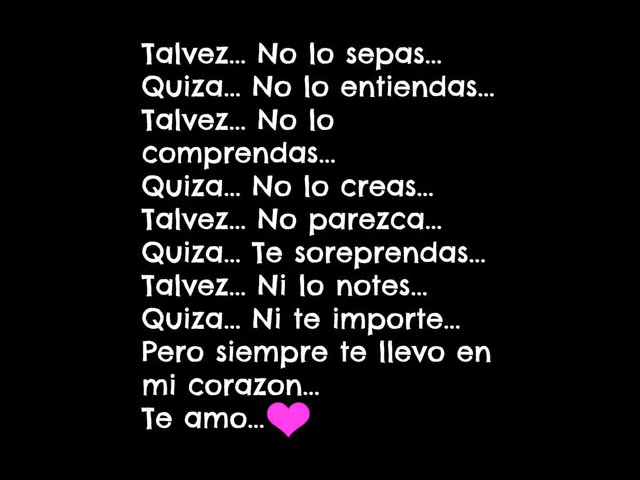 Talvez... No lo sepas...
Quiza... No lo entiendas...
Talvez... No lo
comprendas...
Quiza... No lo creas...
Talvez... No parezca...
Quiza... Te soreprendas...
Talvez... Ni lo notes...
Quiza... Ni te importe...
Pero siempre te llevo en
mi corazon...
Te amo...